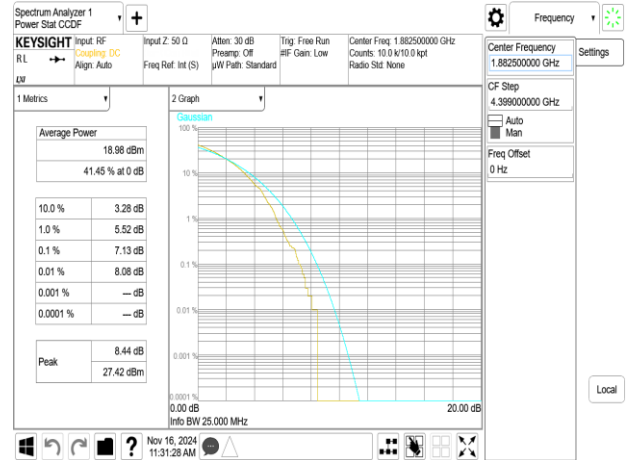 Spectrum Analyzer 1
Power Stat CCDF
Frequency
KEYSIGHT
RL
Input: RF
Coupling: DC
Align: Auto
Input Z: 50 Ω
Freq Ref: Int (S)
Atten: 30 dB
Preamp: Off
µW Path: Standard
Trig: Free Run
#IF Gain: Low
Center Freq: 1.882500000 GHz
Counts: 10.0 k/10.0 kpt
Radio Std: None
Center Frequency
1.882500000 GHz
Settings
CF Step
4.399000000 GHz
Auto
Man
Freq Offset
0 Hz
1 Metrics
Average Power
18.98 dBm
41.45 % at 0 dB
10.0 % 3.28 dB
1.0 % 5.52 dB
0.1 % 7.13 dB
0.01 % 8.08 dB
0.001 % --- dB
0.0001 % --- dB
Peak
8.44 dB
27.42 dBm
2 Graph
Gaussian
100 %
10 %
1 %
0.1 %
0.01 %
0.001 %
0.0001 %
0.00 dB
20.00 dB
Info BW 25.000 MHz
Local
?
Nov 16, 2024
11:31:28 AM